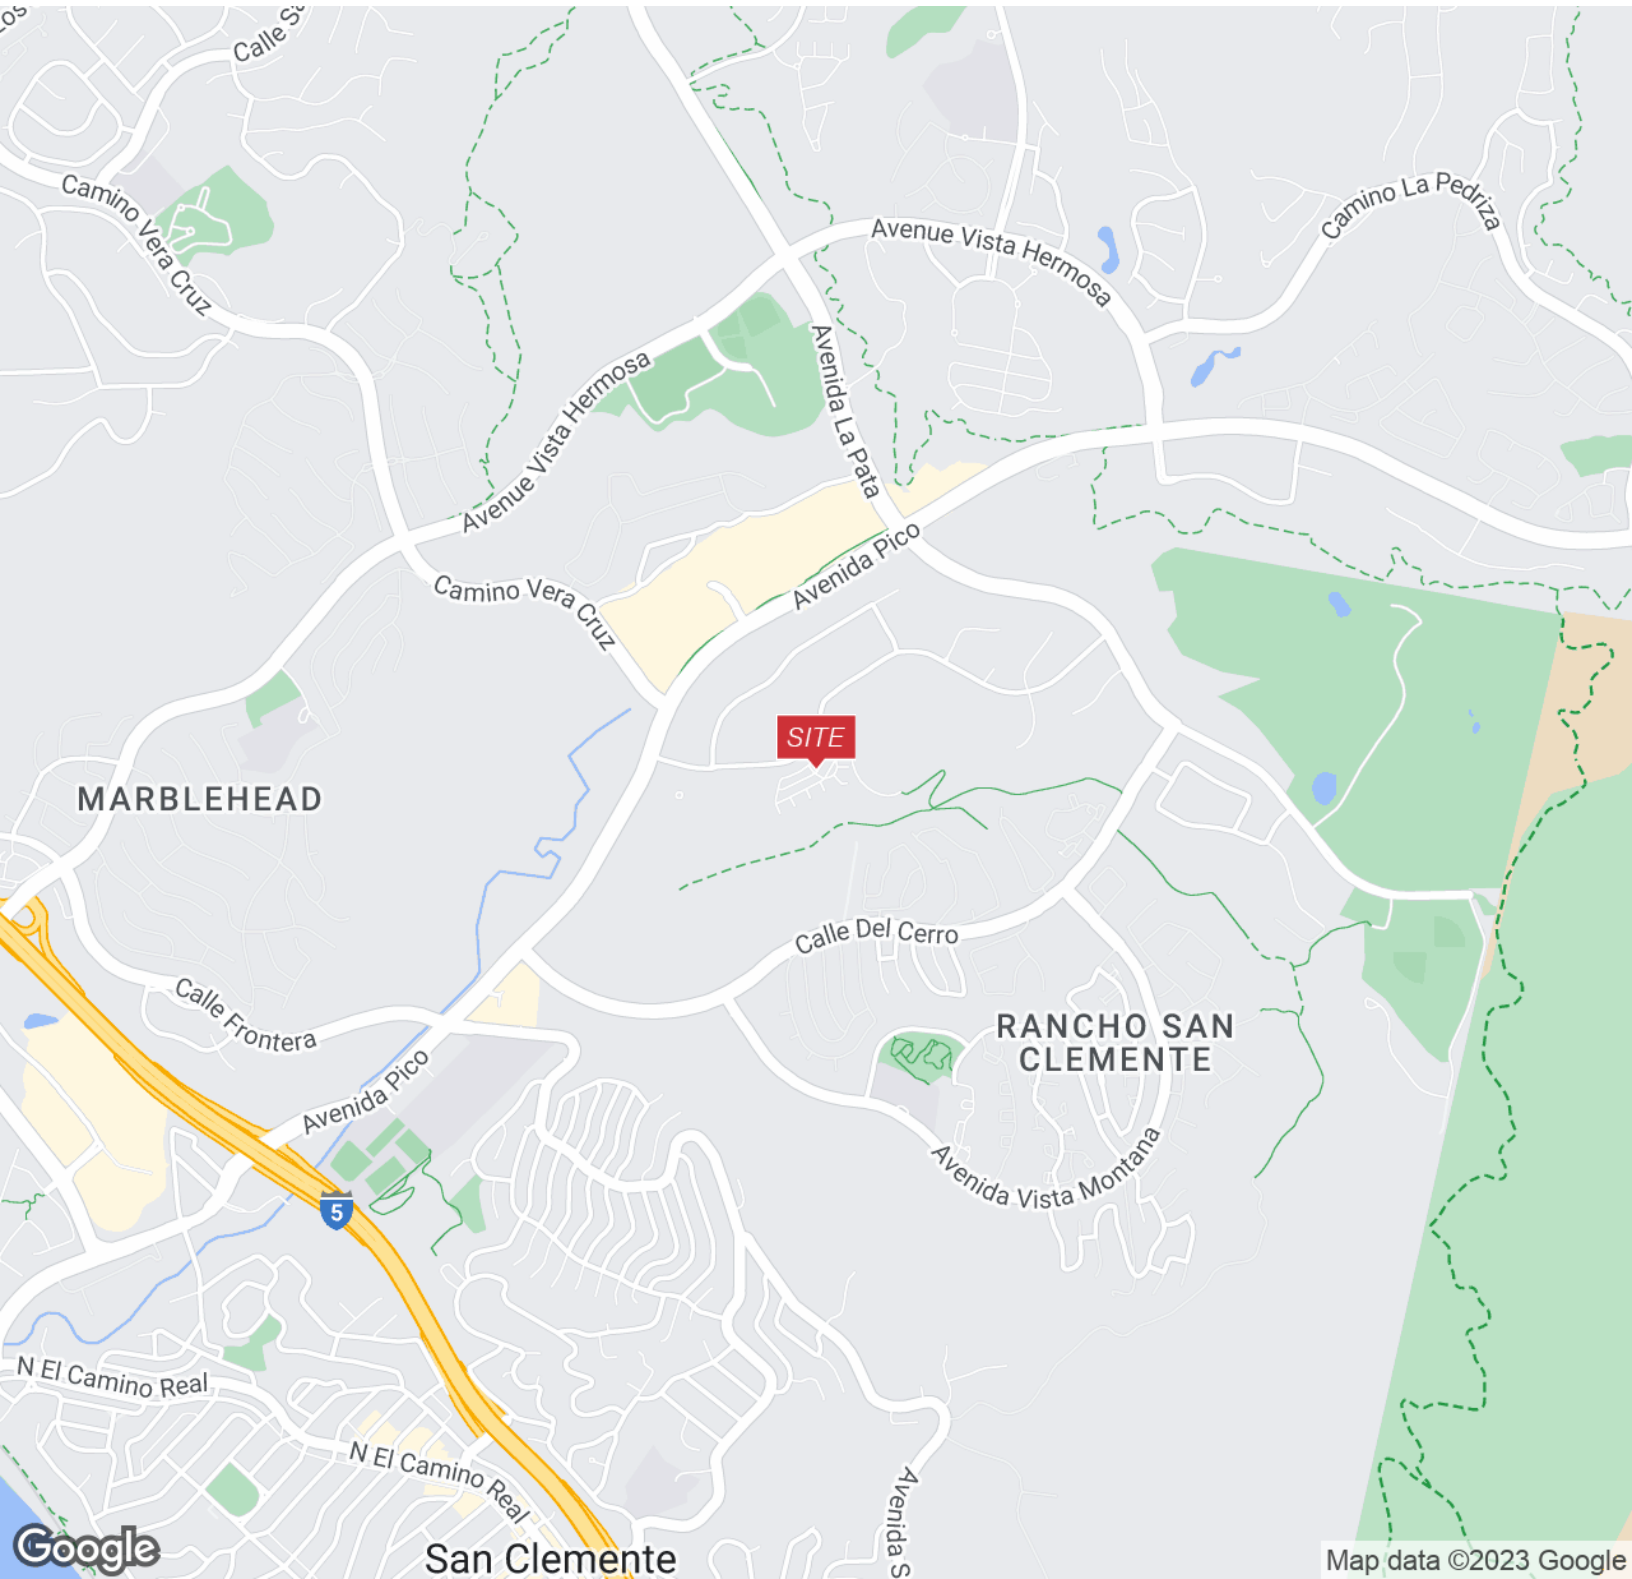 Calle Sa
Camino Vera Cruz
Avenue Vista Hermosa
Camino La Pedriza
Avenida La Pata
Avenue Vista Hermosa
Avenida Pico
Camino Vera Cruz
SITE
MARBLEHEAD
Calle Del Cerro
Calle Frontera
RANCHO SAN
CLEMENTE
Avenida Pico
Avenida Vista Montana
5
N El Camino Real
N El Camino Real
Avenida S
San Clemente
Google
Map data ©2023 Google